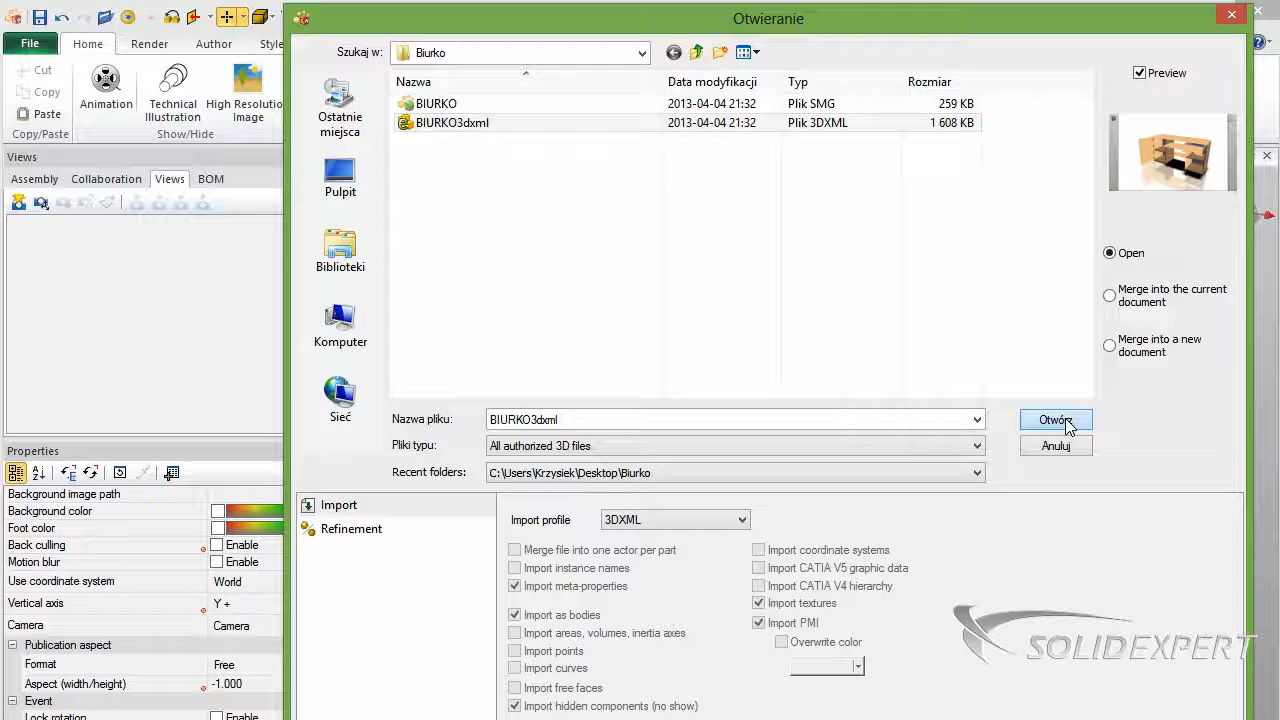 Otwieranie
File
Home
Render
Author
Style
Cut
Copy
Paste
Animation
Technical
Illustration
High Resolutio
Image
Copy/Paste
Show/Hide
Views
Assembly
Collaboration
Views
BOM
Properties
Background image path
Background color
Foot color
Back culling
Enable
Motion blur
Enable
Use coordinate system
World
Vertical axis
Y +
Camera
Camera
Publication aspect
Format
Free
Aspect (width/height)
-1.000
Event
Lock rotation
Enable
Szukaj w:
Biurko
Ostatnie
miejsca
Pulpit
Biblioteki
Komputer
Sieć
Nazwa
Data modyfikacji
Typ
Rozmiar
BIURKO
2013-04-04 21:32
Plik SMG
259 KB
BIURKO3dxml
2013-04-04 21:32
Plik 3DXML
1 608 KB
Preview
Open
Merge into the current
document
Merge into a new
document
Nazwa pliku:
BIURKO3dxml
Otwórz
Pliki typu:
All authorized 3D files
Anuluj
Recent folders:
C:\Users\Krzysiek\Desktop\Biurko
Import
Refinement
Import profile
3DXML
Merge file into one actor per part
Import instance names
Import meta-properties
Import as bodies
Import areas, volumes, inertia axes
Import points
Import curves
Import free faces
Import hidden components (no show)
Import coordinate systems
Import CATIA V5 graphic data
Import CATIA V4 hierarchy
Import textures
Import PMI
Overwrite color
SOLIDEXPERT